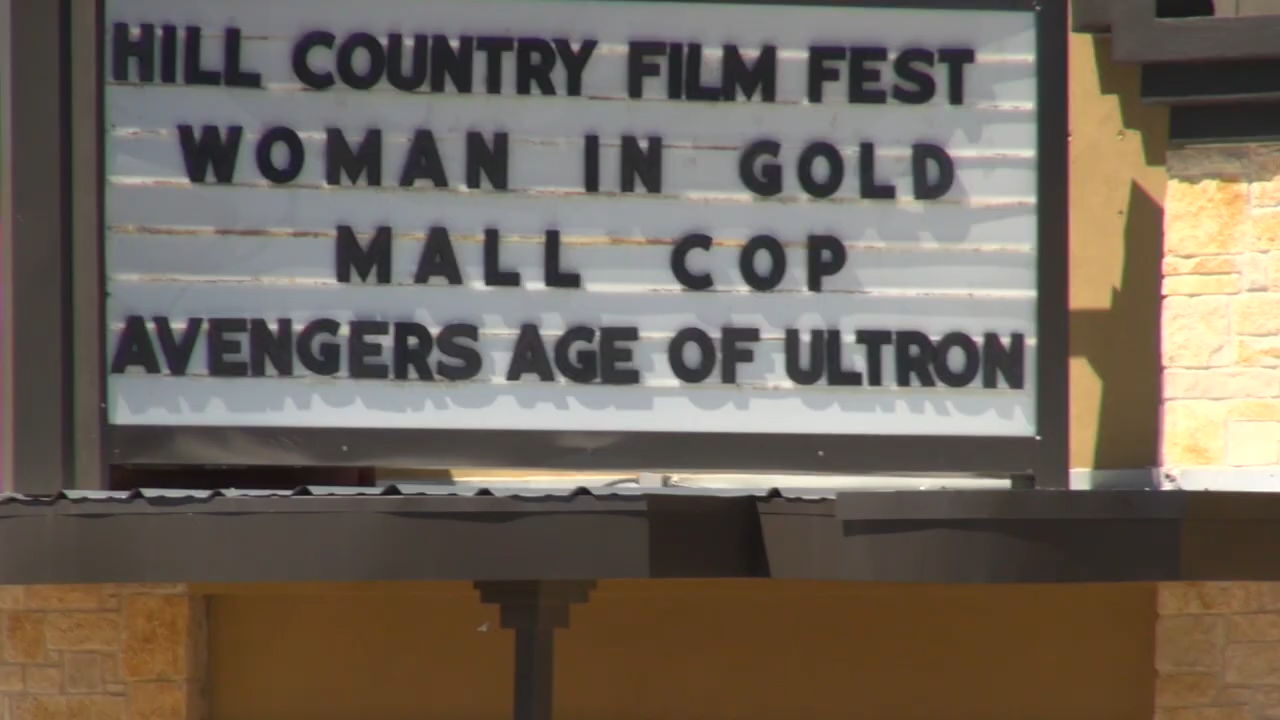 HILL COUNTRY FILM FEST
WOMAN IN GOLD
MALL COP
AVENGERS AGE OF ULTRON